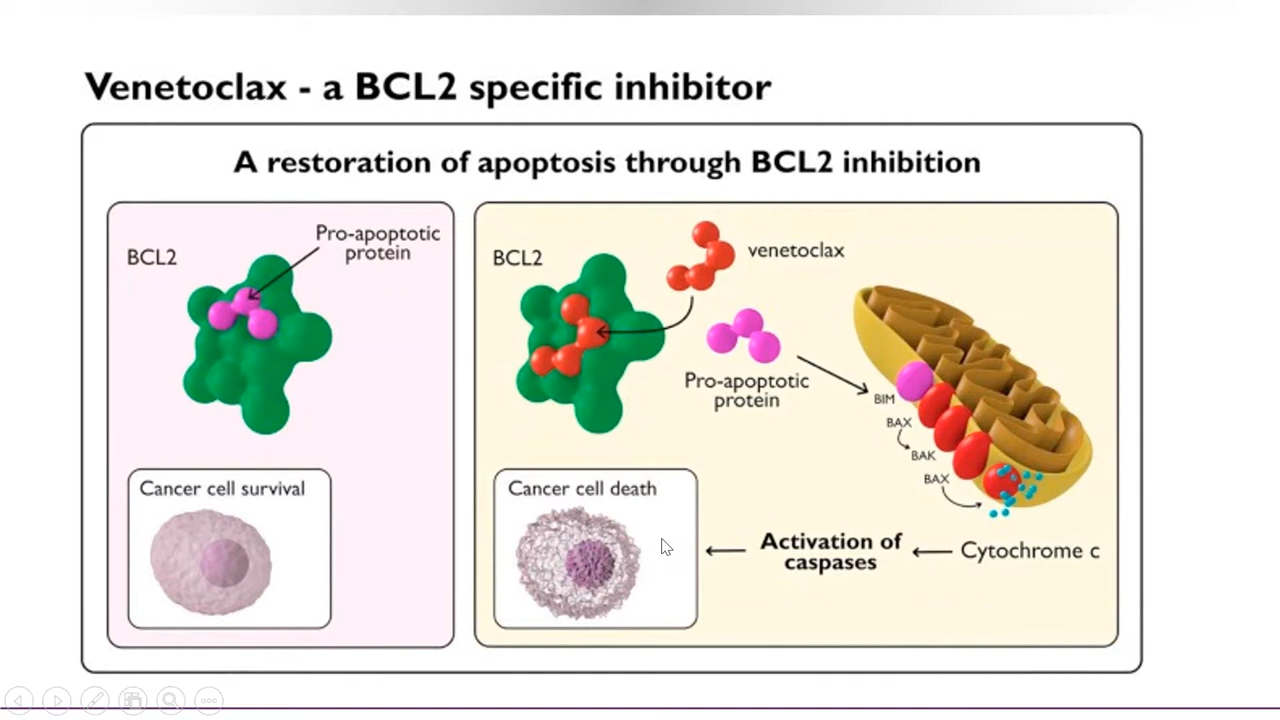 Venetoclax - a BCL2 specific inhibitor
A restoration of apoptosis through BCL2 inhibition
BCL2
Pro-apoptotic
protein
Cancer cell survival
BCL2
venetoclax
Pro-apoptotic
protein
BIM
BAX
BAK
BAX
Cancer cell death
Activation of
caspases
Cytochrome c